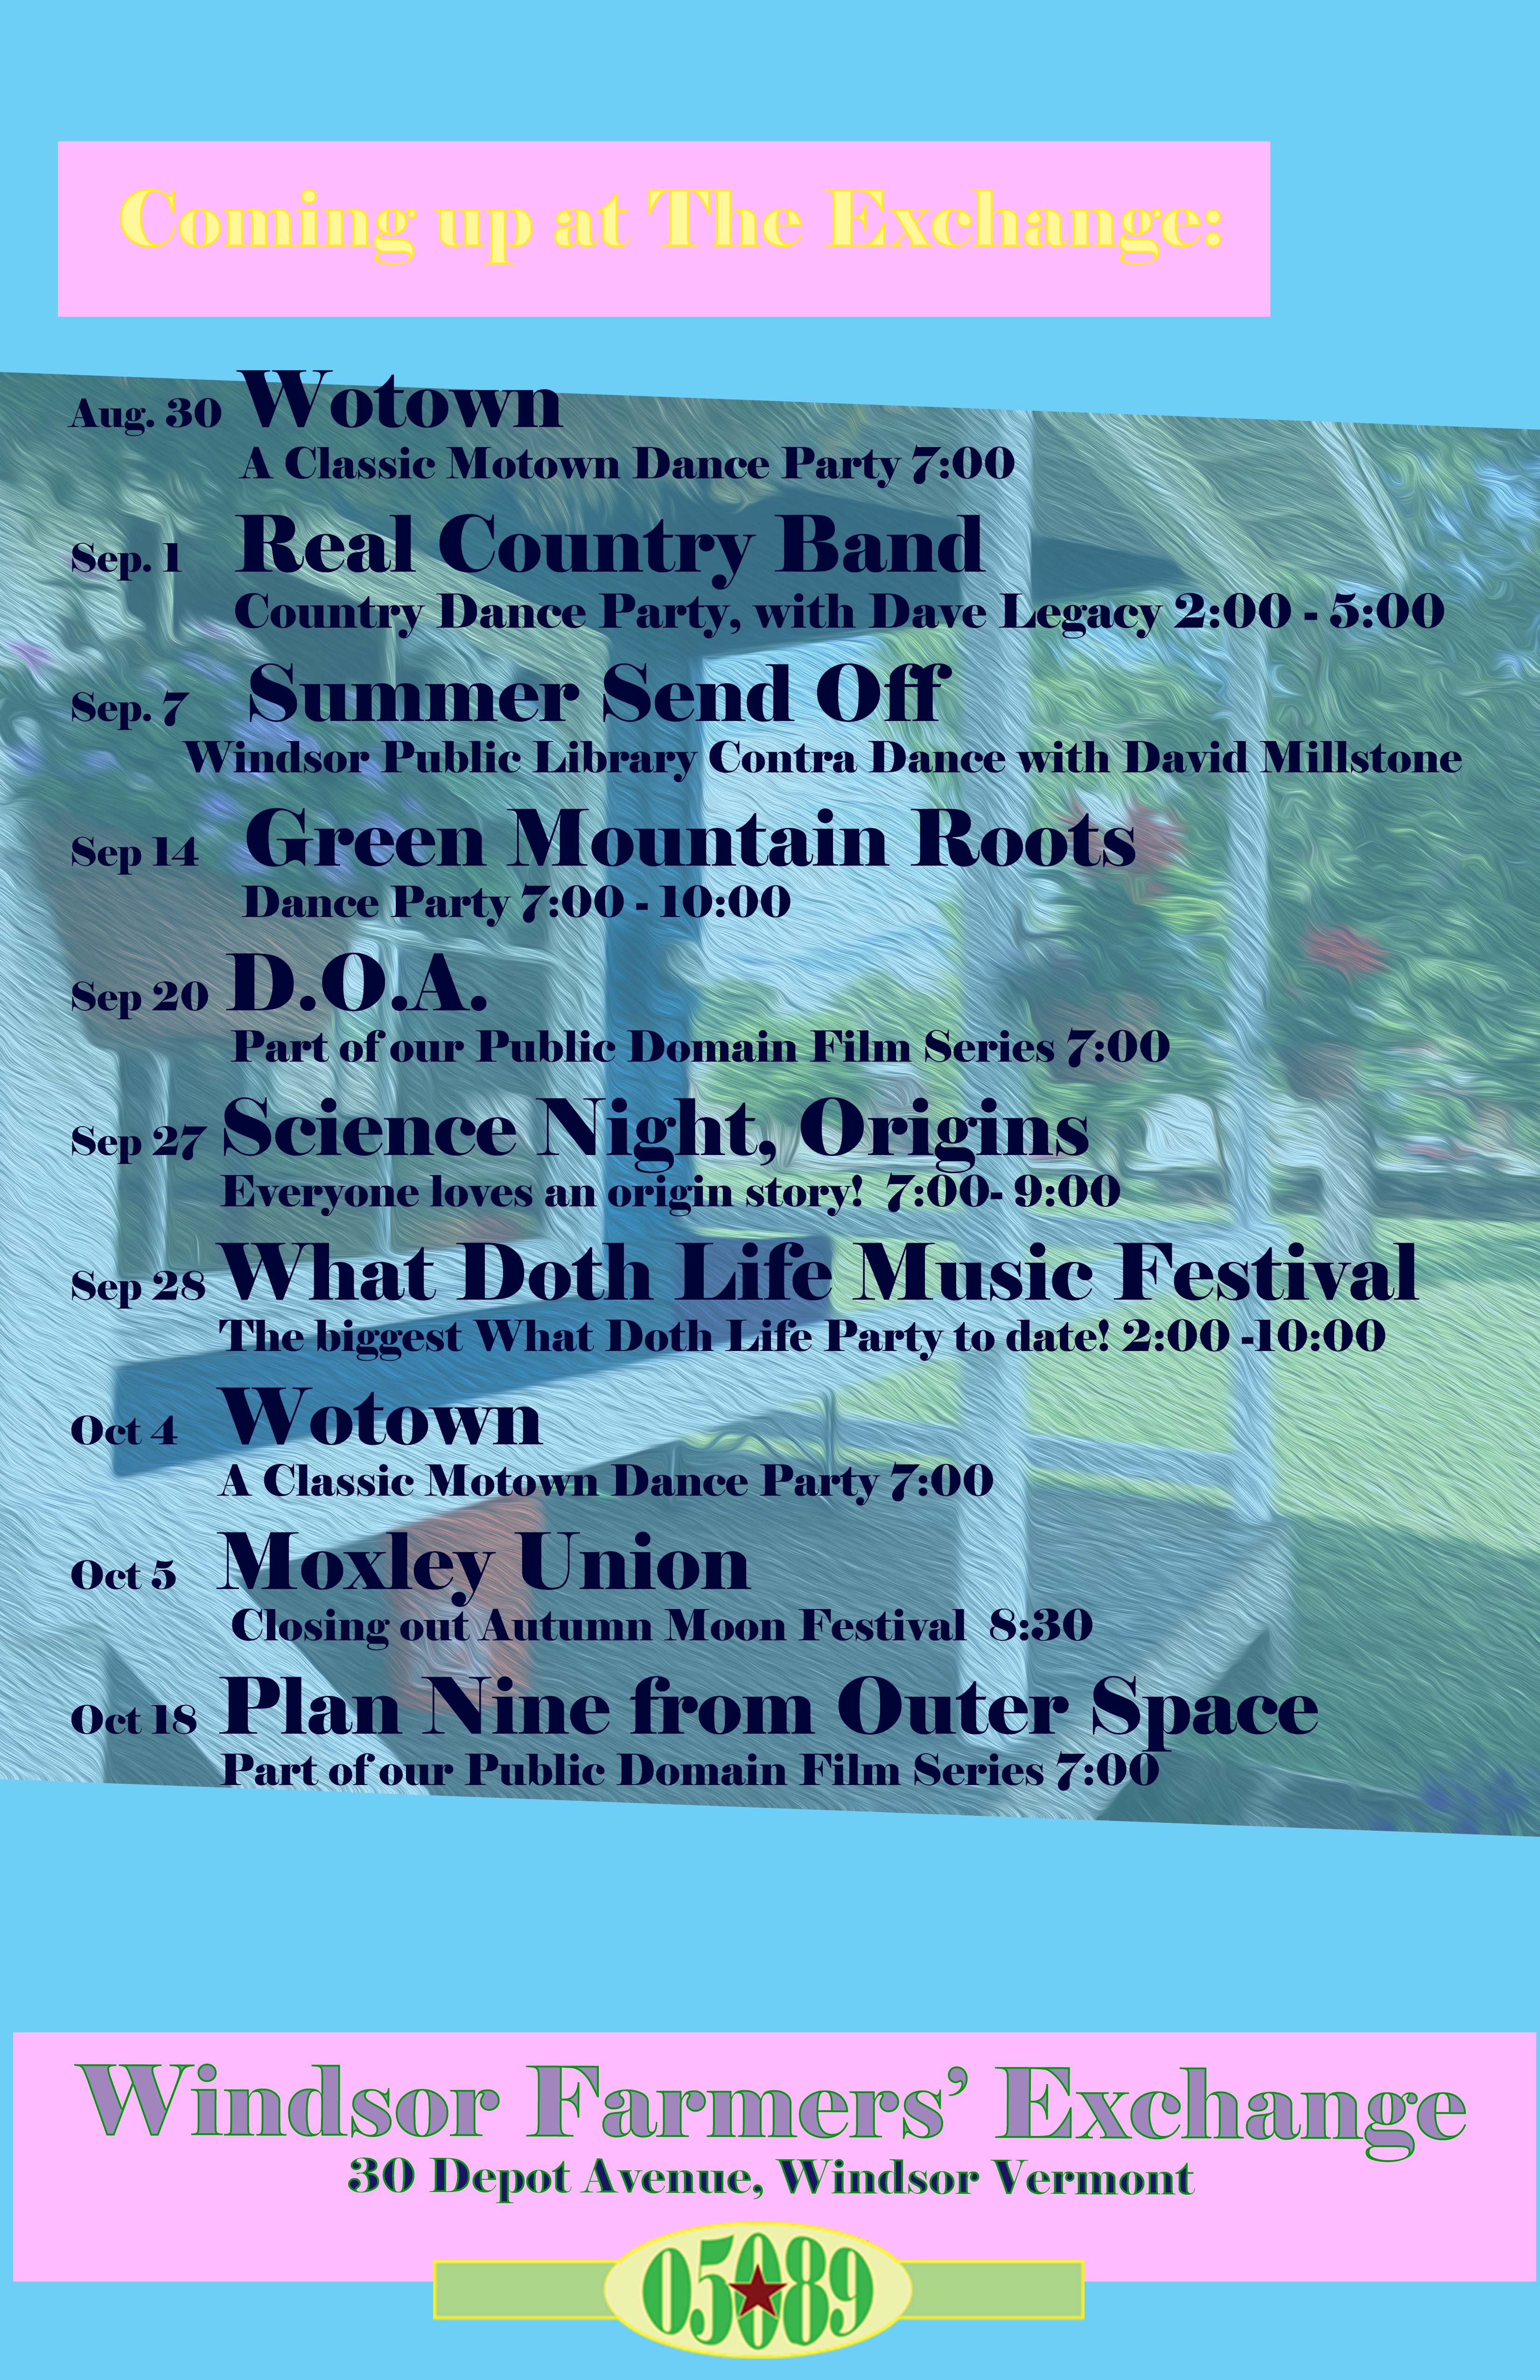 Coming up at The Exchange:
Aug. 30 Wotown
A Classic Motown Dance Party 7:00
Sep. 1 Real Country Band
Country Dance Party, with Dave Legacy 2:00 - 5:00
Sep. 7 Summer Send Off
Windsor Public Library Contra Dance with David Millstone
Sep 14 Green Mountain Roots
Dance Party 7:00 - 10:00
Sep 20 D.O.A.
Part of our Public Domain Film Series 7:00
Sep 27 Science Night, Origins
Everyone loves an origin story!  7:00- 9:00
Sep 28 What Doth Life Music Festival
The biggest What Doth Life Party to date! 2:00 -10:00
Oct 4 Wotown
A Classic Motown Dance Party 7:00
Oct 5 Moxley Union
Closing out Autumn Moon Festival  8:30
Oct 18 Plan Nine from Outer Space
Part of our Public Domain Film Series 7:00
Windsor Farmers’ Exchange
30 Depot Avenue, Windsor Vermont
05089